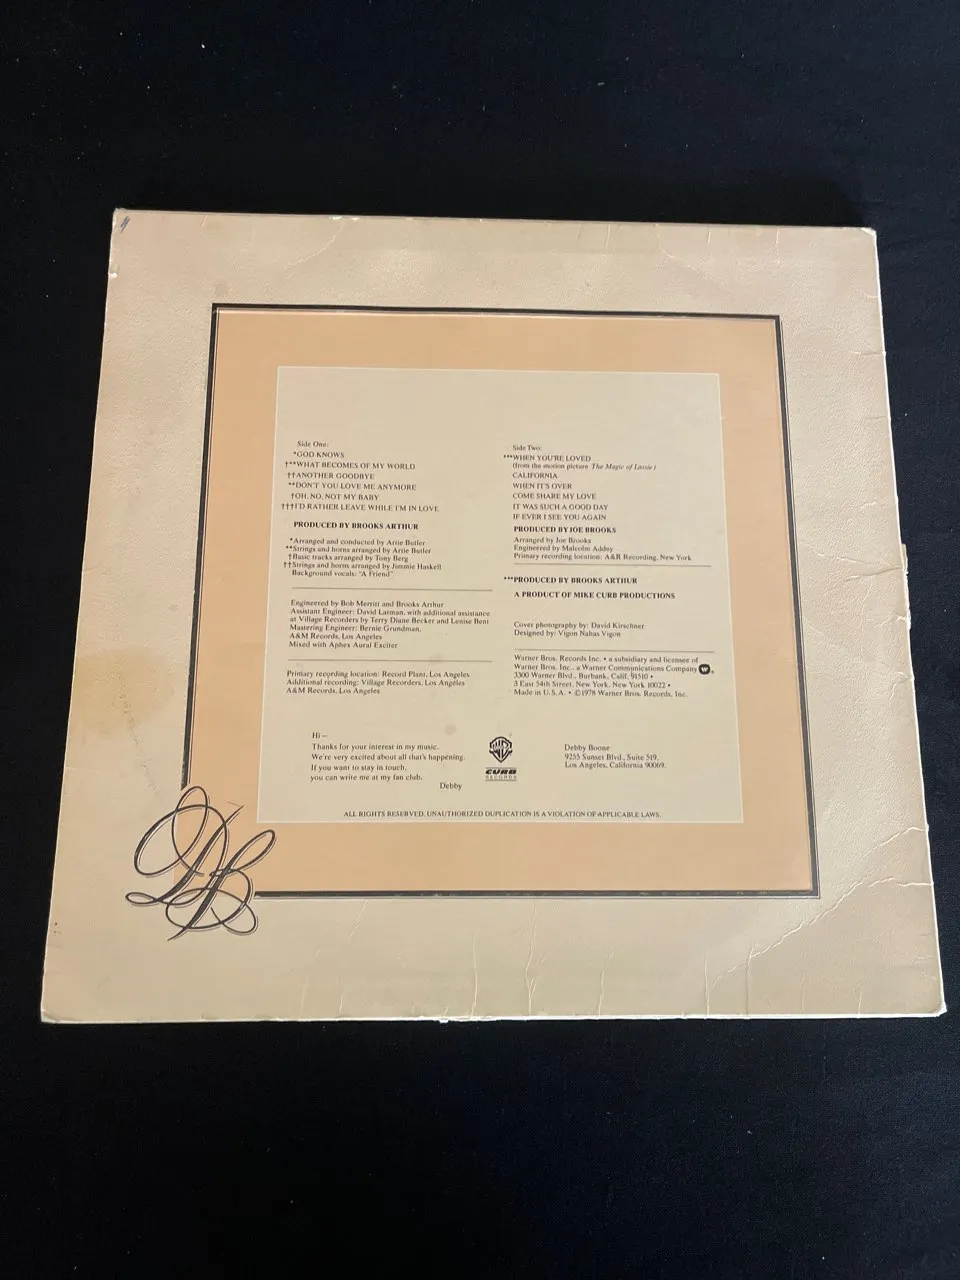 Side One:
*GOD KNOWS
†**WHAT BECOMES OF MY WORLD
††ANOTHER GOODBYE
**DON'T YOU LOVE ME ANYMORE
†OH, NO, NOT MY BABY
†††I'D RATHER LEAVE WHILE I'M IN LOVE
PRODUCED BY BROOKS ARTHUR
*Arranged and conducted by Artie Butler
**Strings and horns arranged by Artie Butler
†Basic tracks arranged by Tony Berg
††Strings and horns arranged by Jimmie Haskell
Background vocals: "A Friend"
Engineered by Bob Merritt and Brooks Arthur
Assistant Engineer: David Larman, with additional assistance
at Village Recorders by Terry Diane Becker and Lenise Bent
Mastering Engineer: Bernie Grundman,
A&M Records, Los Angeles
Mixed with Aphex Aural Exciter
Primary recording location: Record Plant, Los Angeles
Additional recording: Village Recorders, Los Angeles
A&M Records, Los Angeles
Side Two:
***WHEN YOU'RE LOVED
(from the motion picture The Magic of Lassie)
CALIFORNIA
WHEN IT'S OVER
COME SHARE MY LOVE
IT WAS SUCH A GOOD DAY
IF EVER I SEE YOU AGAIN
PRODUCED BY JOE BROOKS
Arranged by Joe Brooks
Engineered by Malcolm Addey
Primary recording location: A&R Recording, New York
***PRODUCED BY BROOKS ARTHUR
A PRODUCT OF MIKE CURB PRODUCTIONS
Cover photography by: David Kirschner
Designed by: Vigon Nahas Vigon
Warner Bros. Records Inc. • a subsidiary and licensee of
Warner Bros. Inc., a Warner Communications Company
3300 Warner Blvd., Burbank, Calif. 91510 •
3 East 54th Street, New York, New York 10022 •
Made in U.S.A. • ©1978 Warner Bros. Records, Inc.
Hi—
Thanks for your interest in my music.
We're very excited about all that's happening.
If you want to stay in touch,
you can write me at my fan club.
Debby
WB
CURB
RECORDS
Debby Boone
9255 Sunset Blvd., Suite 519,
Los Angeles, California 90069.
ALL RIGHTS RESERVED. UNAUTHORIZED DUPLICATION IS A VIOLATION OF APPLICABLE LAWS.
DB